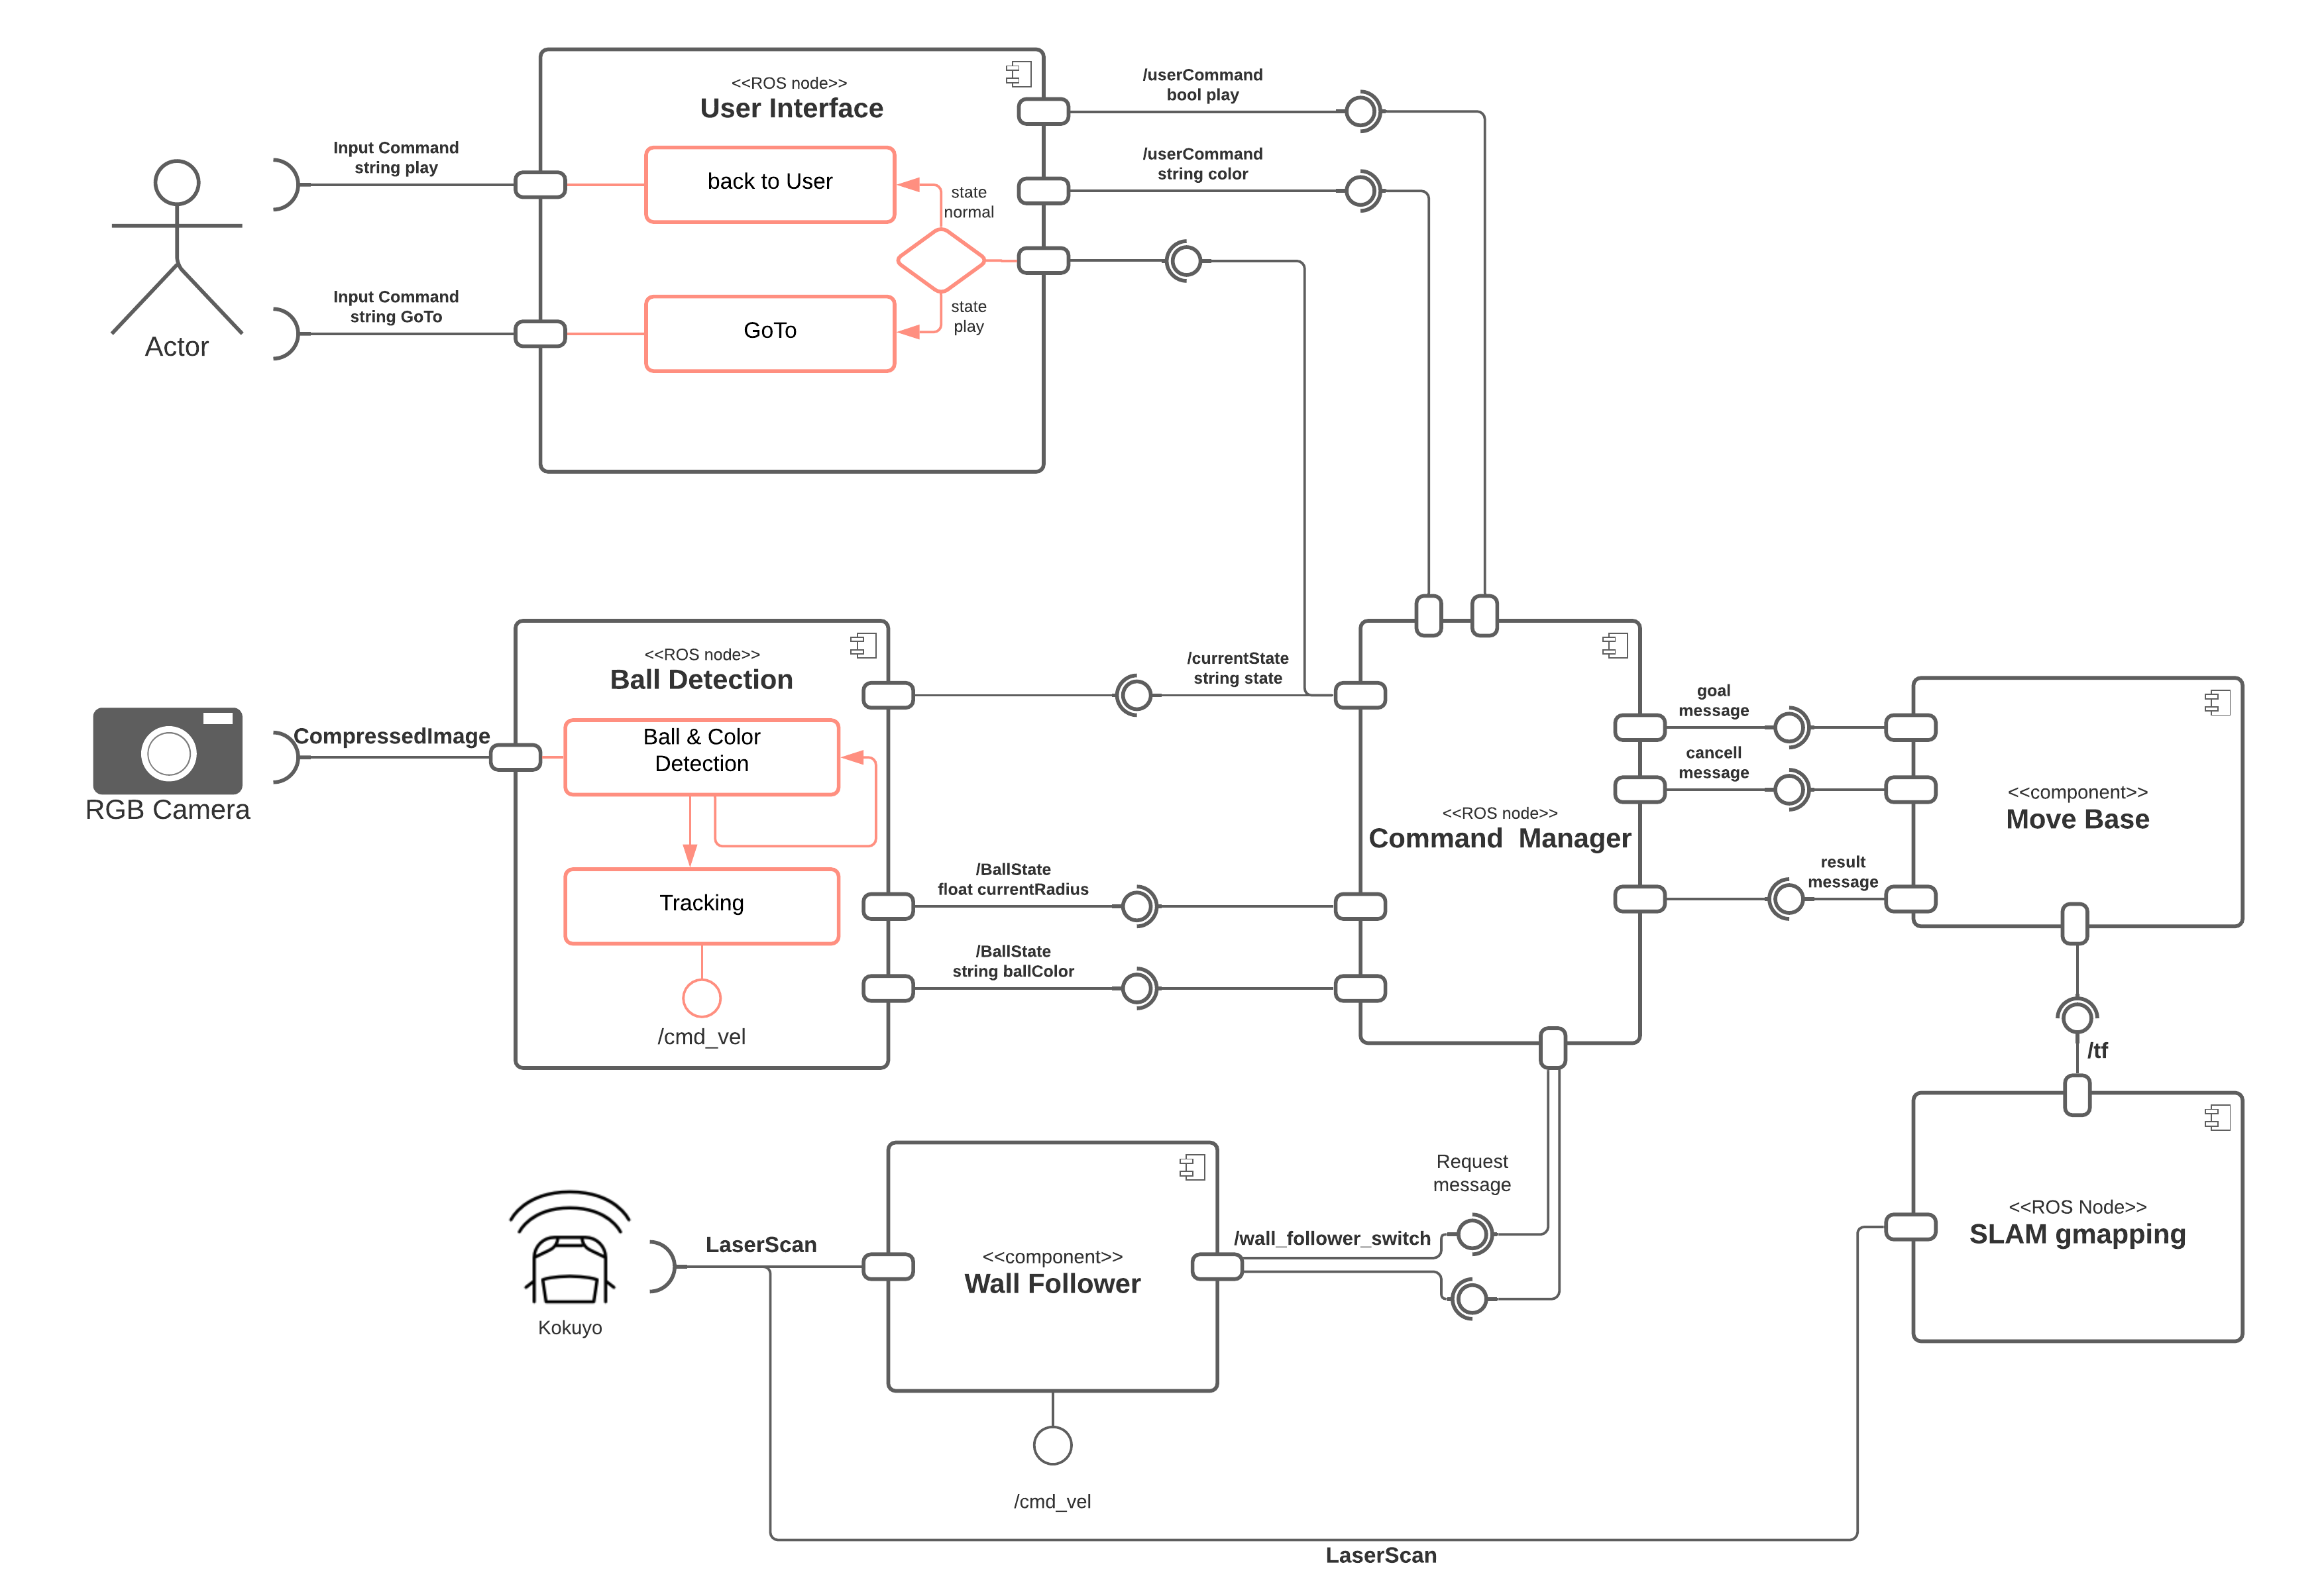 <<ROS node>>
User Interface
/userCommand
bool play
Input Command
string play
back to User
state
normal
/userCommand
string color
Input Command
string GoTo
GoTo
state
play
Actor
<<ROS node>>
Ball Detection
/currentState
string state
CompressedImage
Ball & Color
Detection
RGB Camera
Tracking
/cmd_vel
/BallState
float currentRadius
/BallState
string ballColor
<<ROS node>>
Command  Manager
goal
message
cancell
message
result
message
<<component>>
Move Base
/tf
<<ROS Node>>
SLAM gmapping
Request
message
/wall_follower_switch
LaserScan
<<component>>
Wall Follower
Kokuyo
/cmd_vel
LaserScan